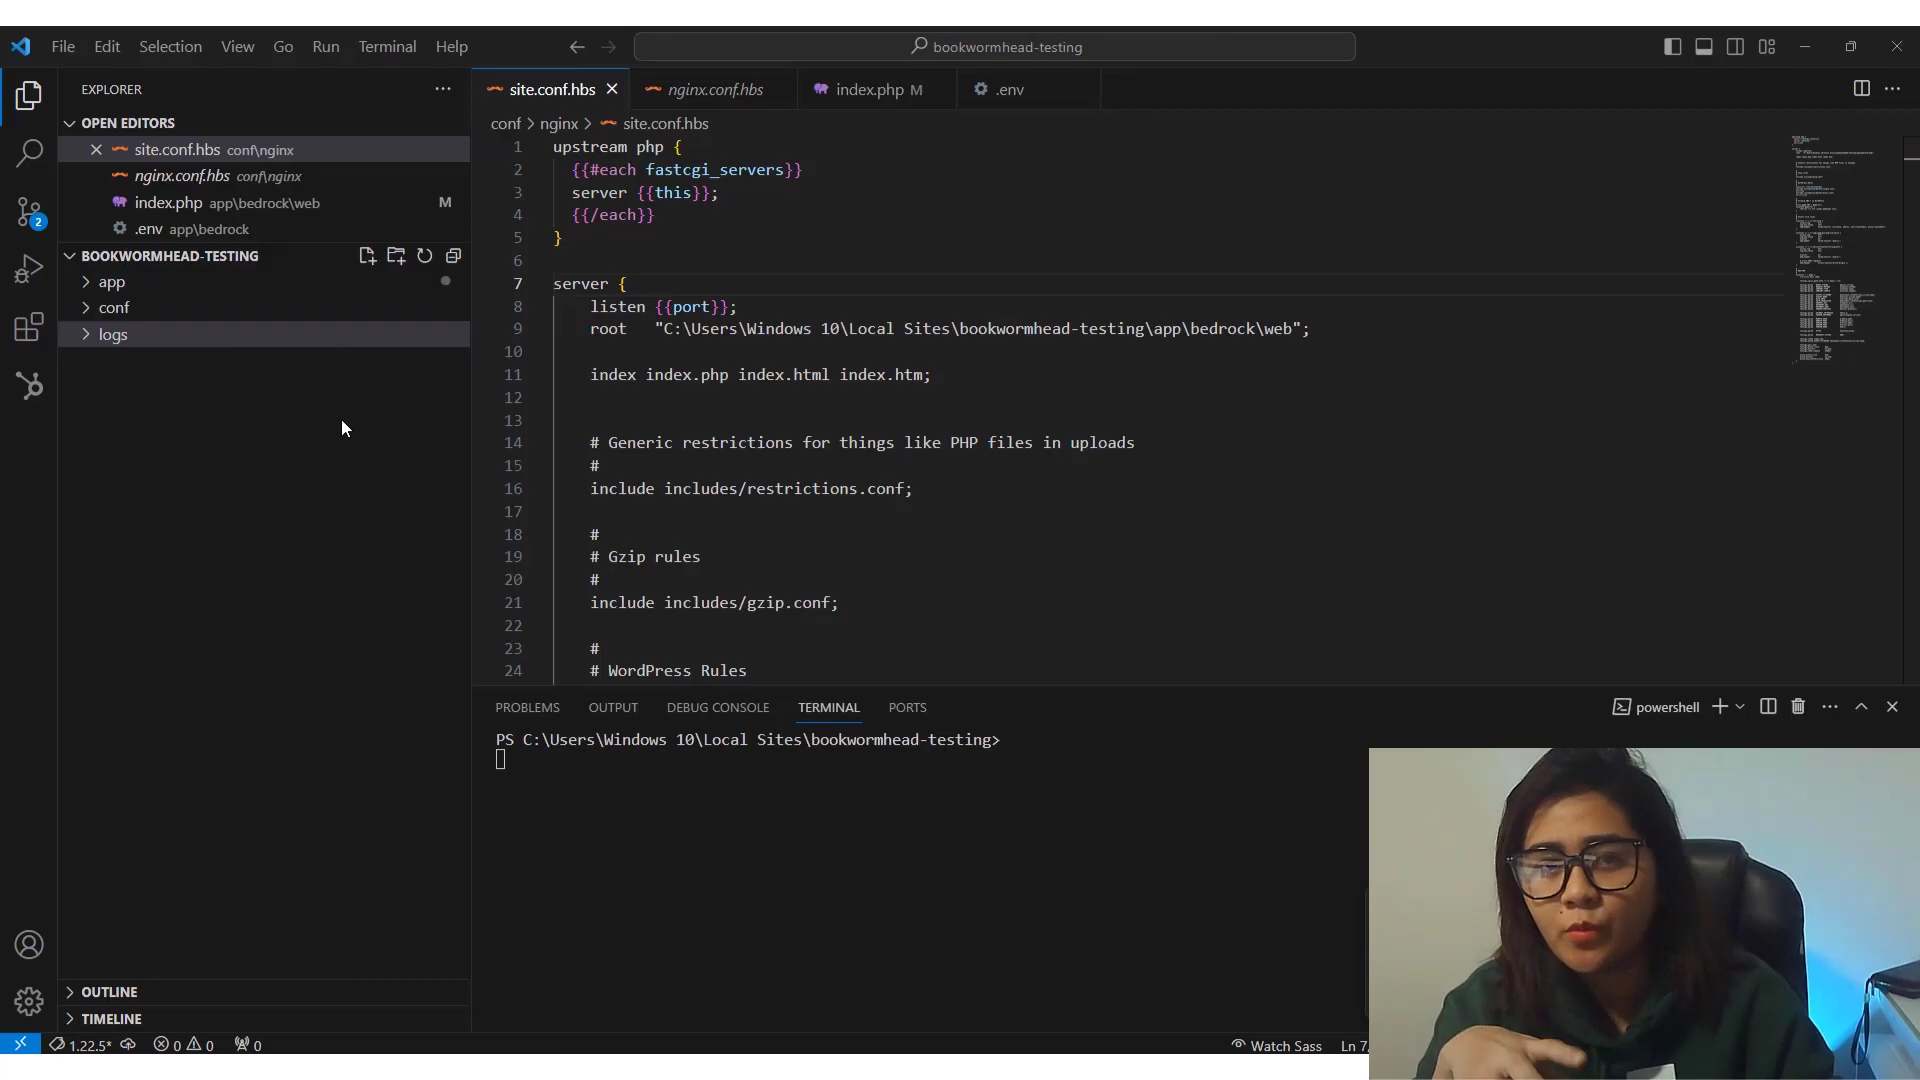 File Edit Selection View Go Run Terminal Help
bookwormhead-testing
EXPLORER
OPEN EDITORS
site.conf.hbs conf\nginx
nginx.conf.hbs conf\nginx
index.php app\bedrock\web M
.env app\bedrock
BOOKWORMHEAD-TESTING
app
conf
logs
OUTLINE
TIMELINE
2
site.conf.hbs nginx.conf.hbs index.php M .env
conf nginx site.conf.hbs
1 upstream php {
2 {{#each fastcgi_servers}}
3 server {{this}};
4 {{/each}}
5 }
6
7 server {
8 listen {{port}};
9 root "C:\Users\Windows 10\Local Sites\bookwormhead-testing\app\bedrock\web";
10
11 index index.php index.html index.htm;
12
13
14 # Generic restrictions for things like PHP files in uploads
15 #
16 include includes/restrictions.conf;
17
18 #
19 # Gzip rules
20 #
21 include includes/gzip.conf;
22
23 #
24 # WordPress Rules
PROBLEMS OUTPUT DEBUG CONSOLE TERMINAL PORTS
powershell
PS C:\Users\Windows 10\Local Sites\bookwormhead-testing>
1.22.5* 0 0 0
Watch Sass Ln 7,